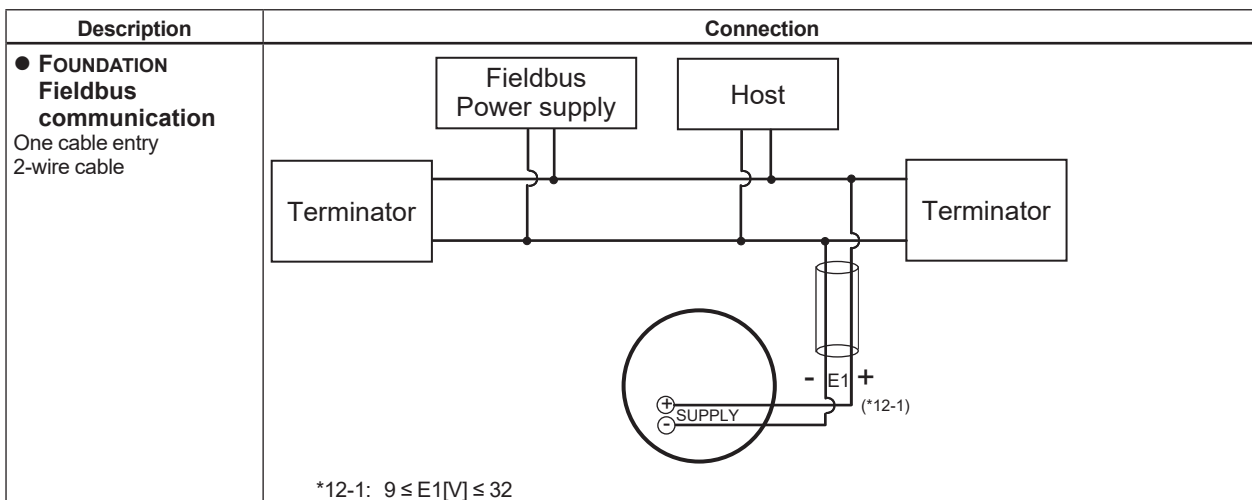 Description
Connection
● FOUNDATION
Fieldbus
communication
One cable entry
2-wire cable
Fieldbus
Power supply
Host
Terminator
Terminator
- E1 +
(*12-1)
+ SUPPLY
-
*12-1: 9 ≤ E1[V] ≤ 32